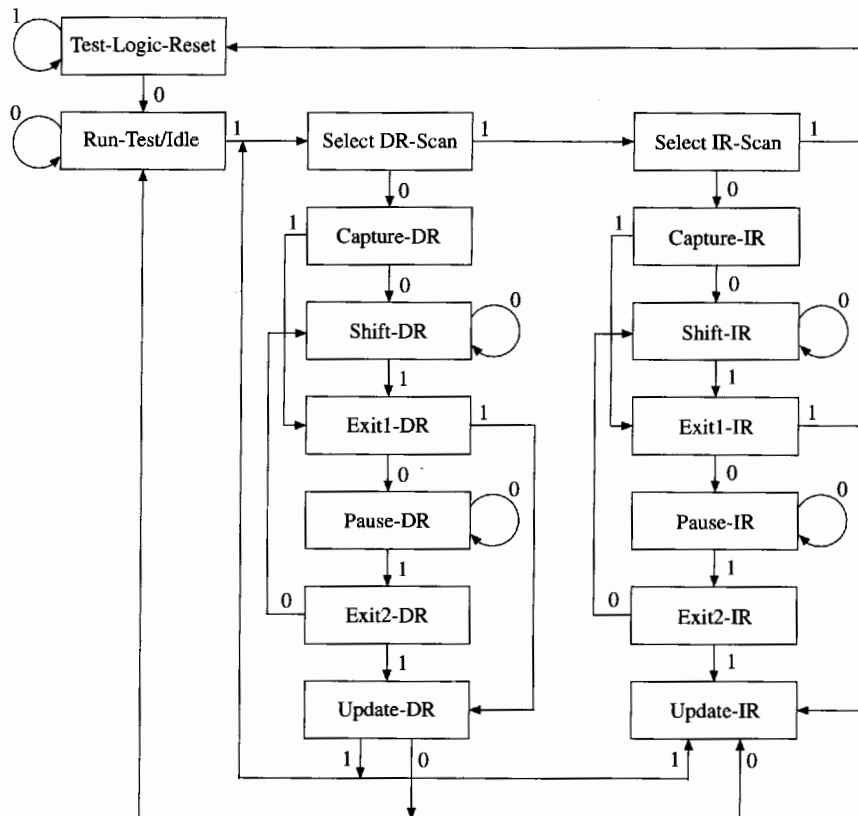 1
Test-Logic-Reset
0
0
Run-Test/Idle
1
Select DR-Scan
1
Select IR-Scan
1
0
0
1
Capture-DR
1
Capture-IR
0
0
Shift-DR
0
Shift-IR
0
1
1
Exit1-DR
1
Exit1-IR
1
0
0
Pause-DR
0
Pause-IR
0
1
1
0
Exit2-DR
0
Exit2-IR
1
1
Update-DR
Update-IR
1
0
1
0